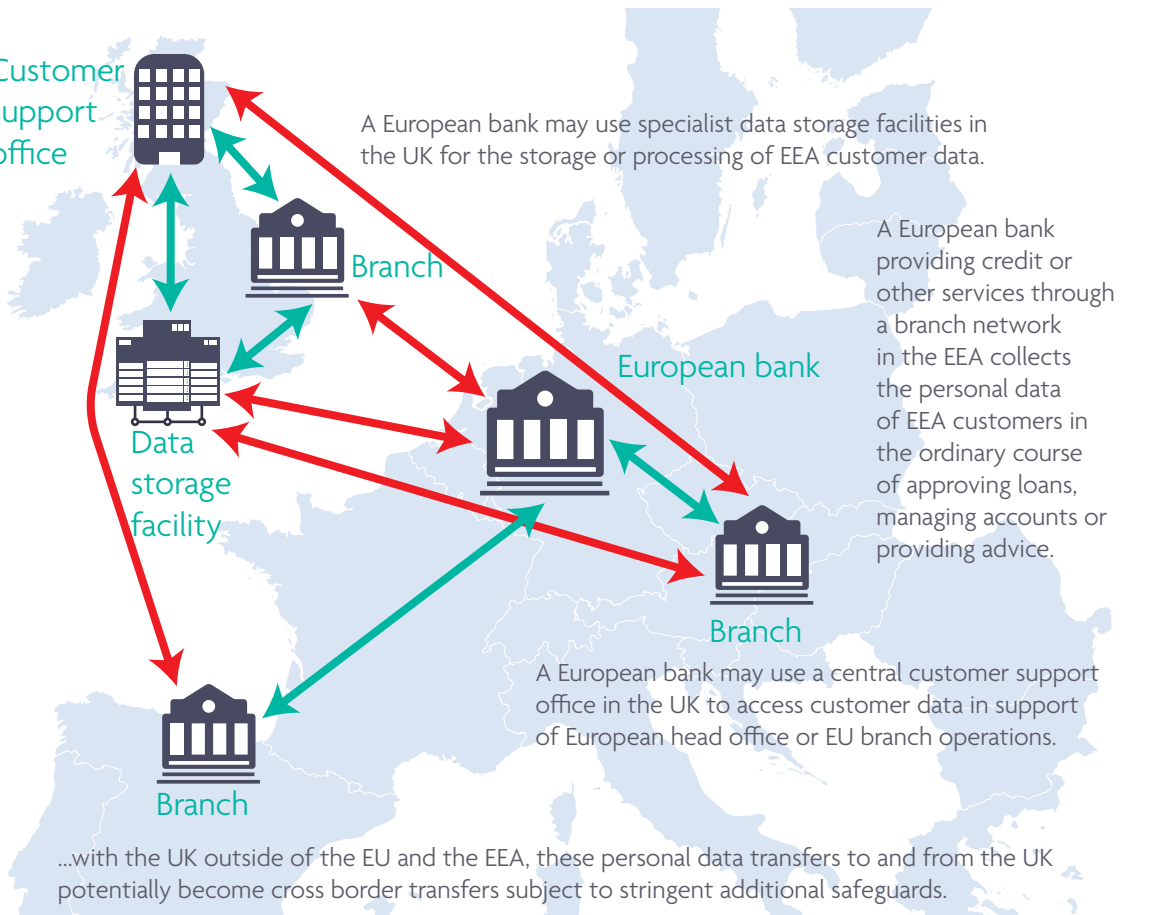 Customer
support
office
A European bank may use specialist data storage facilities in
the UK for the storage or processing of EEA customer data.
A European bank
providing credit or
other services through
a branch network
in the EEA collects
the personal data
of EEA customers in
the ordinary course
of approving loans,
managing accounts or
providing advice.
Branch
European bank
Data
storage
facility
Branch
A European bank may use a central customer support
office in the UK to access customer data in support
of European head office or EU branch operations.
Branch
...with the UK outside of the EU and the EEA, these personal data transfers to and from the UK
potentially become cross border transfers subject to stringent additional safeguards.